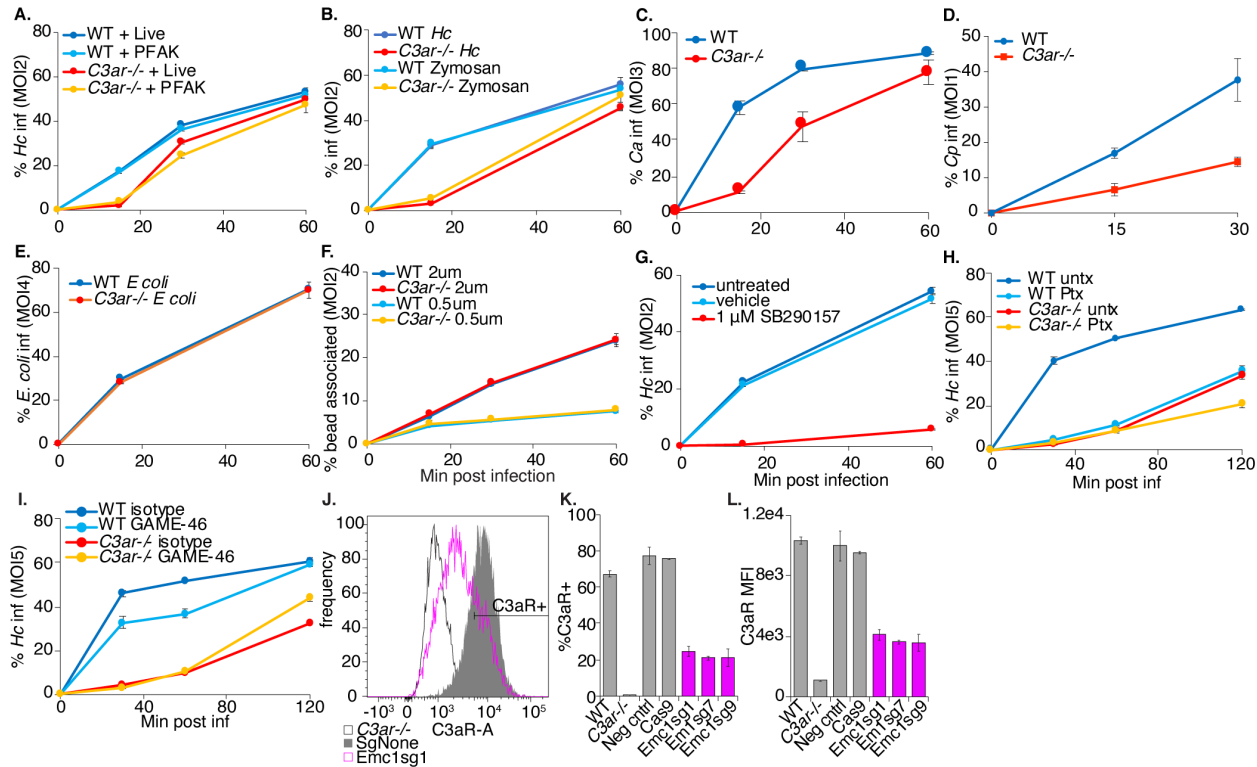 A.
WT + Live
WT + PFAK
C3ar-/- + Live
C3ar-/- + PFAK
% Hc inf (MOI2)
80
60
40
20
0
0 20 40 60
B.
WT Hc
C3ar-/- Hc
WT Zymosan
C3ar-/- Zymosan
% inf (MOI2)
80
60
40
20
0
0 20 40 60
C.
WT
C3ar-/-
% Ca inf (MOI3)
100
80
60
40
20
0
0 20 40 60
D.
WT
C3ar-/-
% Cp inf (MOI1)
50
40
30
20
10
0
0 15 30
E.
WT E coli
C3ar-/- E coli
% E. coli inf (MOI4)
80
60
40
20
0
0 20 40 60
F.
WT 2um
C3ar-/- 2um
WT 0.5um
C3ar-/- 0.5um
% bead associated (MOI2)
40
30
20
10
0
0 20 40 60
Min post infection
G.
untreated
vehicle
1 µM SB290157
% Hc inf (MOI2)
60
40
20
0
0 20 40 60
Min post infection
H.
WT untx
WT Ptx
C3ar-/- untx
C3ar-/- Ptx
% Hc inf (MOI5)
80
60
40
20
0
0 40 80 120
Min post inf
I.
WT isotype
WT GAME-46
C3ar-/- isotype
C3ar-/- GAME-46
% Hc inf (MOI5)
80
60
40
20
0
0 40 80 120
Min post inf
J.
frequency
100
80
60
40
20
0
C3aR+
-10³ 0 10³ 10⁴ 10⁵
C3aR-A
C3ar-/-
SgNone
Emc1sg1
K.
%C3aR+
100
80
60
40
20
0
WT
C3ar-/-
Neg cntrl
Cas9
Emc1sg1
Em1sg7
Emc1sg9
L.
C3aR MFI
1.2e4
8e3
4e3
0
WT
C3ar-/-
Neg cntrl
Cas9
Emc1sg1
Emc1sg7
Emc1sg9